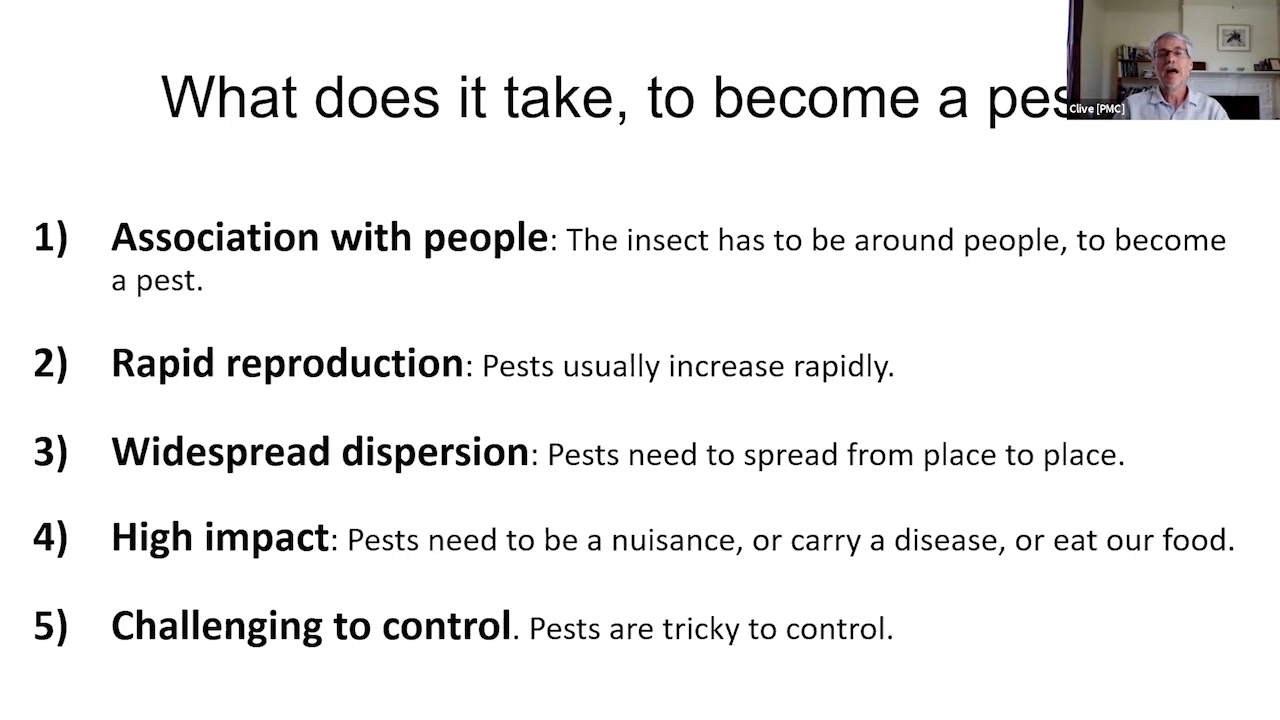 What does it take, to become a pes
Clive [PMC]
1) Association with people: The insect has to be around people, to become
a pest.
2) Rapid reproduction: Pests usually increase rapidly.
3) Widespread dispersion: Pests need to spread from place to place.
4) High impact: Pests need to be a nuisance, or carry a disease, or eat our food.
5) Challenging to control. Pests are tricky to control.